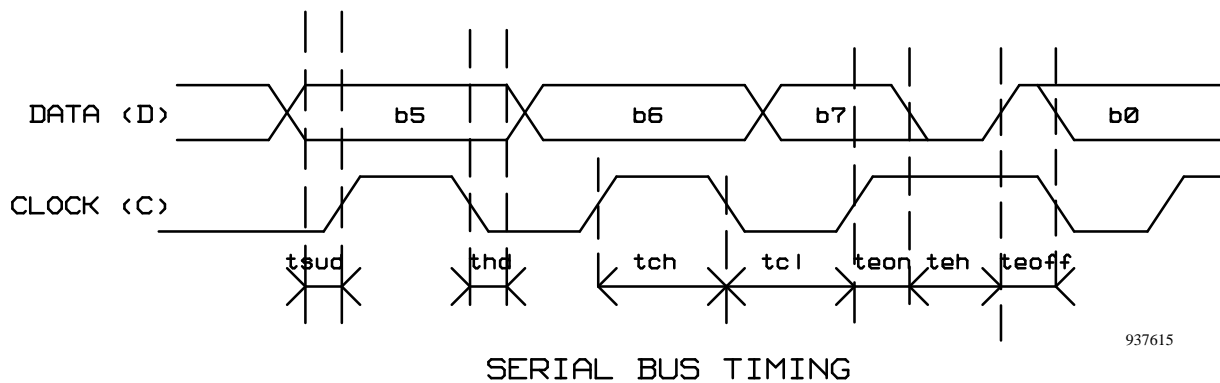 DATA (D)
b5
b6
b7
b0
CLOCK (C)
tsud
thd
tch
tcl
teon
teh
teoff
937615
SERIAL BUS TIMING